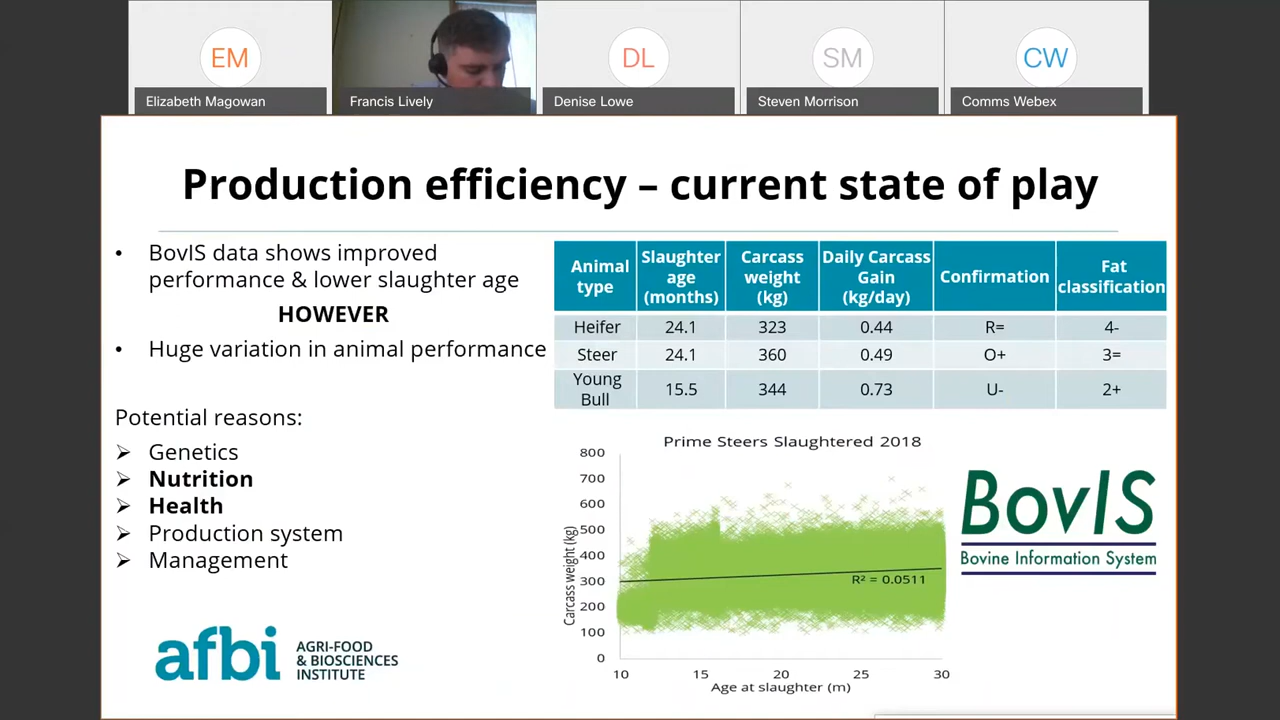 EM
DL
SM
CW
Elizabeth Magowan
Francis Lively
Denise Lowe
Steven Morrison
Comms Webex
Production efficiency – current state of play
• BovIS data shows improved
performance & lower slaughter age
HOWEVER
• Huge variation in animal performance
Potential reasons:
➢ Genetics
➢ Nutrition
➢ Health
➢ Production system
➢ Management
afbi
AGRI-FOOD
& BIOSCIENCES
INSTITUTE
Animal type Slaughter age (months) Carcass weight (kg) Daily Carcass Gain (kg/day) Confirmation Fat classification
Heifer 24.1 323 0.44 R= 4-
Steer 24.1 360 0.49 O+ 3=
Young Bull 15.5 344 0.73 U- 2+
Prime Steers Slaughtered 2018
Carcass weight (kg)
800
700
600
500
400
300
200
100
0
R² = 0.0511
10 15 20 25 30
Age at slaughter (m)
BovIS
Bovine Information System